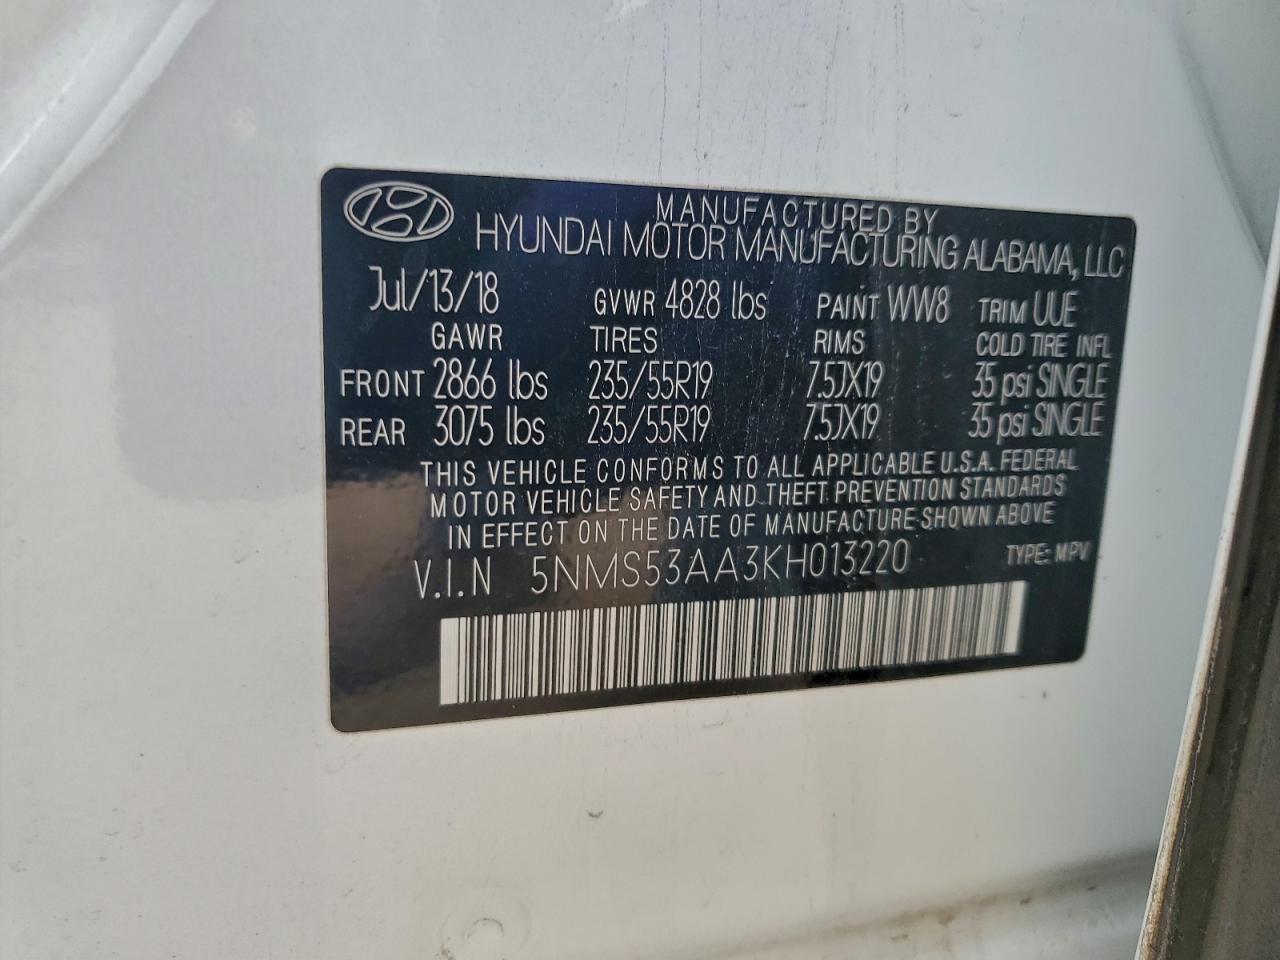 MANUFACTURED BY
HYUNDAI MOTOR MANUFACTURING ALABAMA, LLC
Jul/13/18 GVWR 4828 lbs PAINT WW8 TRIM UUE
GAWR TIRES RIMS COLD TIRE INFL
FRONT 2866 lbs 235/55R19 7.5JX19 35 psi SINGLE
REAR 3075 lbs 235/55R19 7.5JX19 35 psi SINGLE
THIS VEHICLE CONFORMS TO ALL APPLICABLE U.S.A. FEDERAL
MOTOR VEHICLE SAFETY AND THEFT PREVENTION STANDARDS
IN EFFECT ON THE DATE OF MANUFACTURE SHOWN ABOVE
V.I.N 5NMS53AA3KH013220 TYPE: MPV